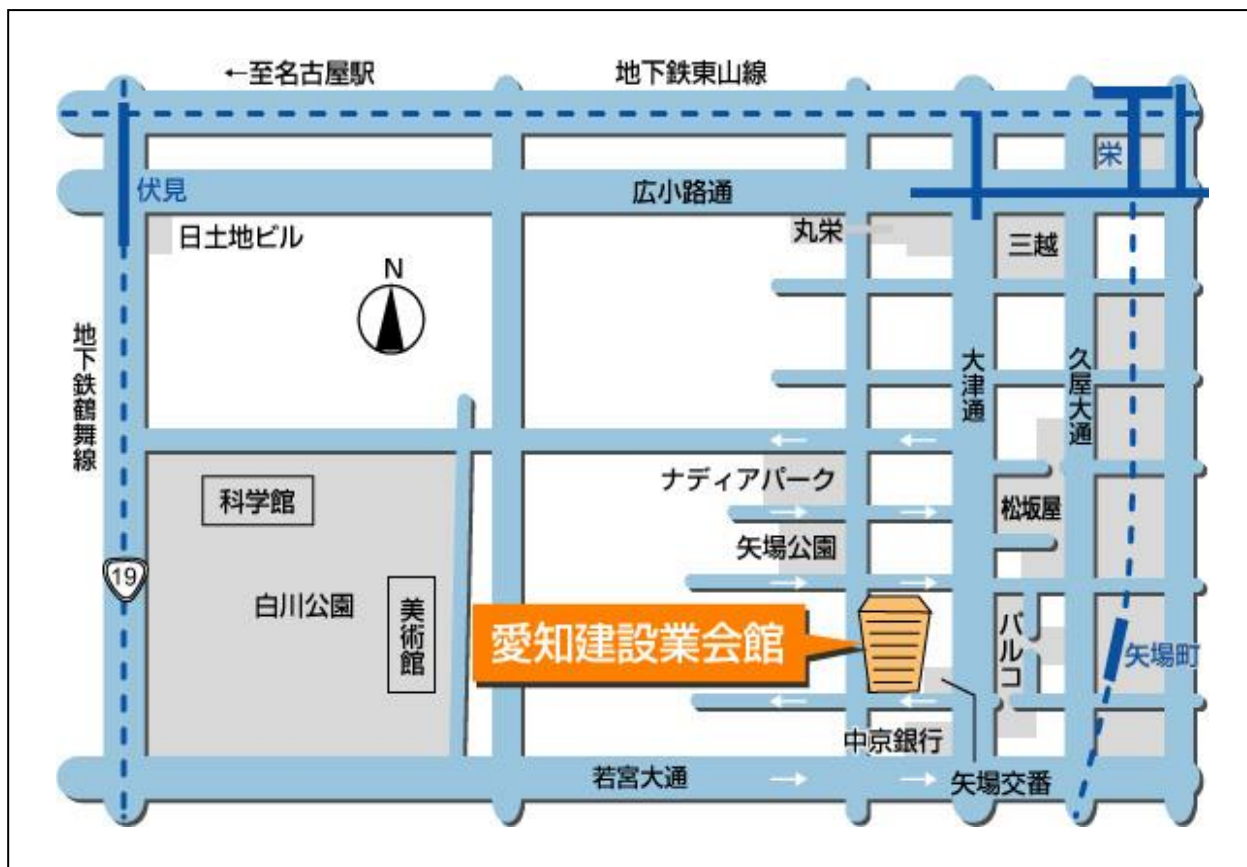 ←至名古屋駅
地下鉄東山線
栄
伏見
広小路通
日土地ビル
丸栄
三越
N
地下鉄鶴舞線
大津通
久屋大通
ナディアパーク
科学館
松坂屋
矢場公園
19
白川公園
美術館
愛知建設業会館
パルコ
矢場町
中京銀行
若宮大通
矢場交番